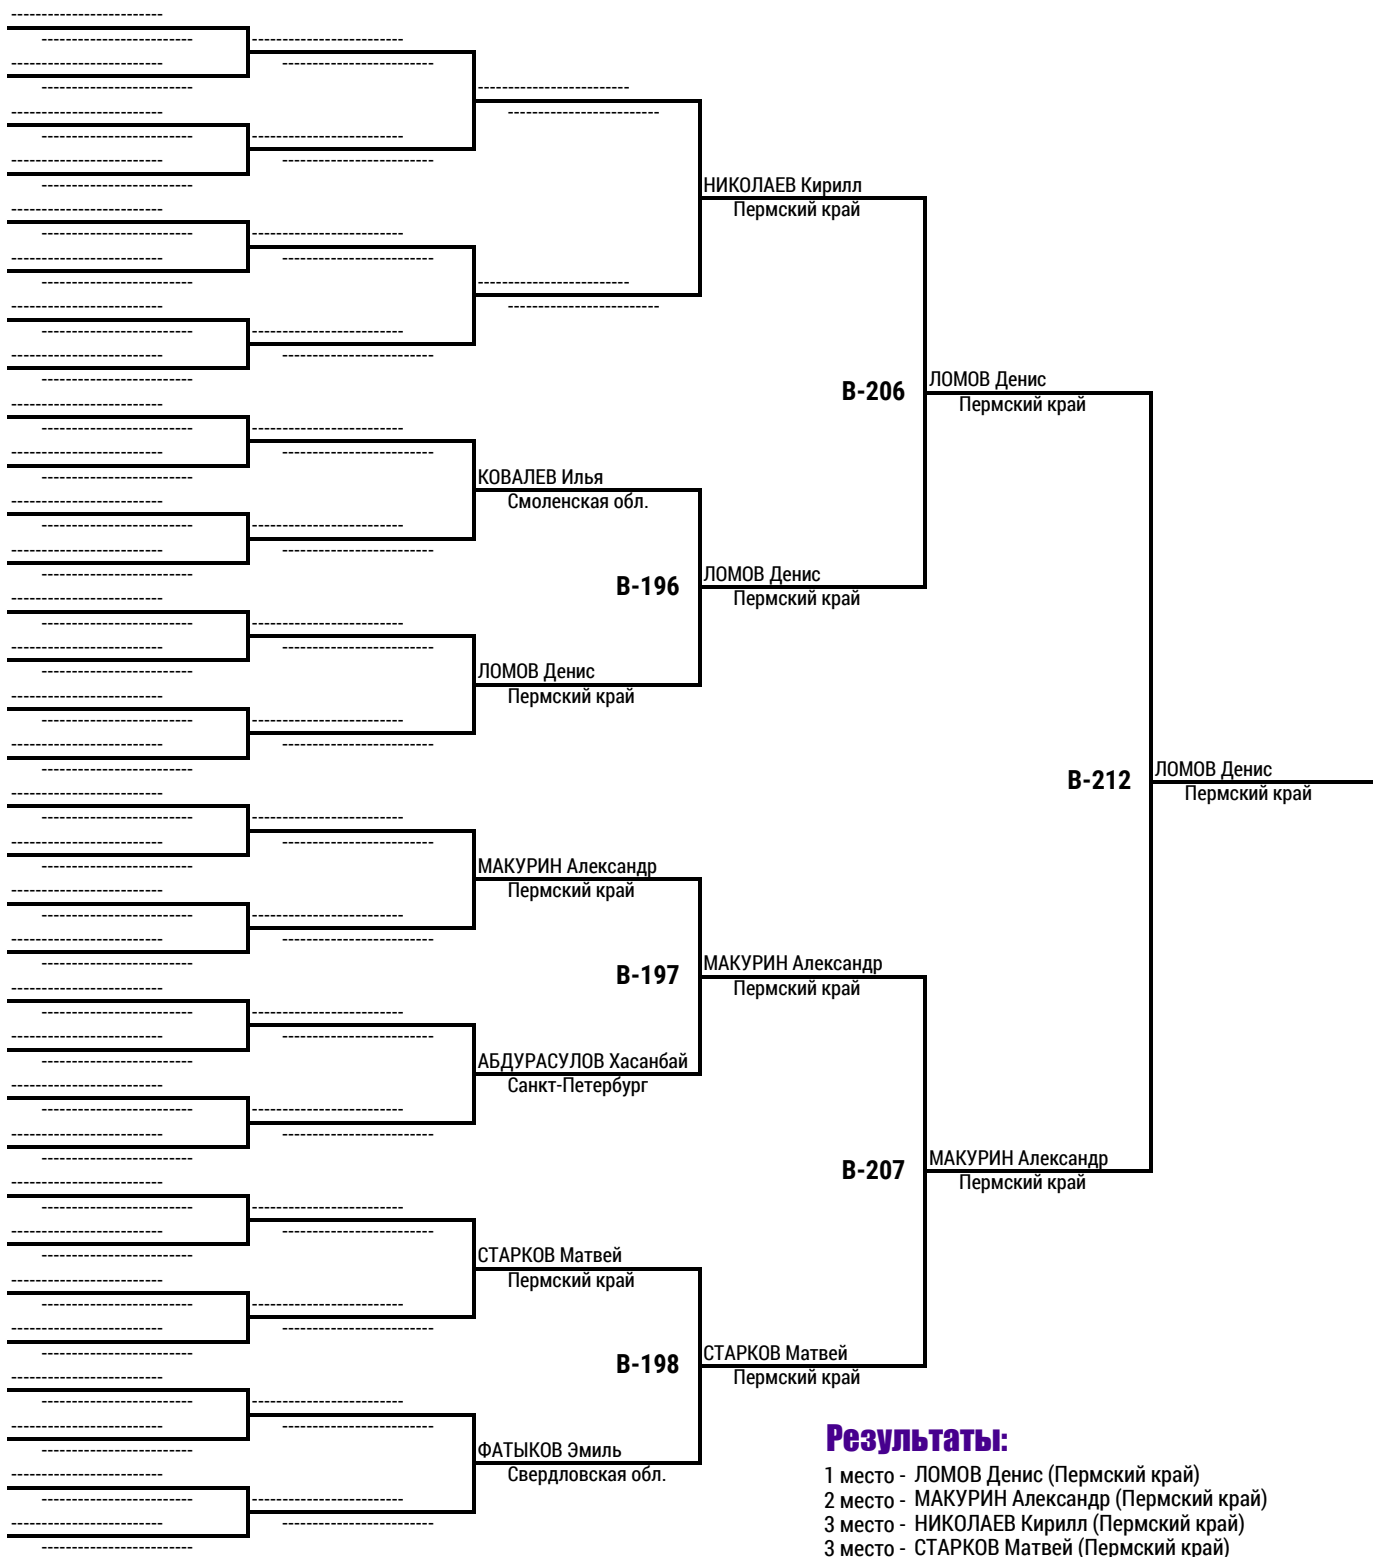 НИКОЛАЕВ Кирилл
Пермский край
B-206
ЛОМОВ Денис
Пермский край
КОВАЛЕВ Илья
Смоленская обл.
B-196
ЛОМОВ Денис
Пермский край
ЛОМОВ Денис
Пермский край
B-212
ЛОМОВ Денис
Пермский край
МАКУРИН Александр
Пермский край
B-197
МАКУРИН Александр
Пермский край
АБДУРАСУЛОВ Хасанбай
Санкт-Петербург
B-207
МАКУРИН Александр
Пермский край
СТАРКОВ Матвей
Пермский край
B-198
СТАРКОВ Матвей
Пермский край
ФАТЫКОВ Эмиль
Свердловская обл.
Результаты:
1 место - ЛОМОВ Денис (Пермский край)
2 место - МАКУРИН Александр (Пермский край)
3 место - НИКОЛАЕВ Кирилл (Пермский край)
3 место - СТАРКОВ Матвей (Пермский край)